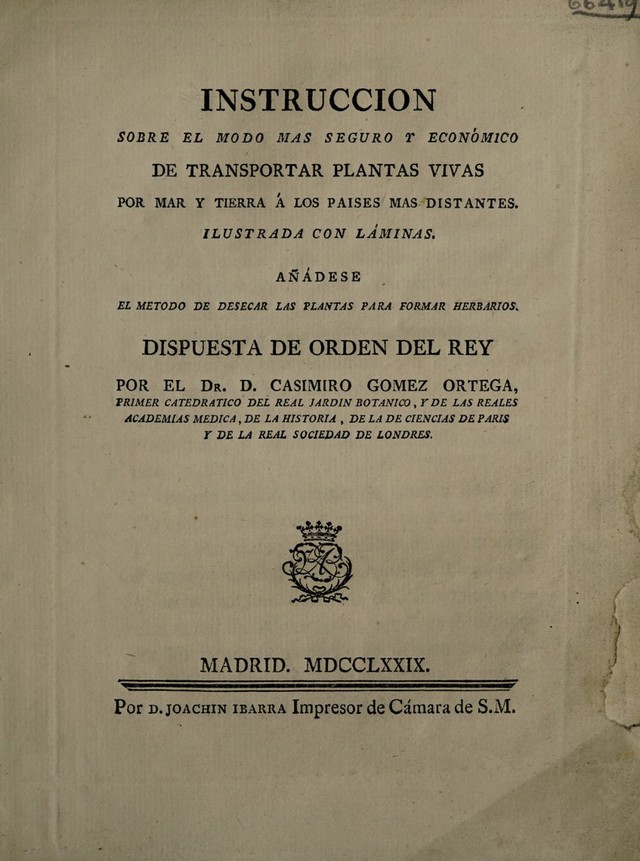 66419
INSTRUCCION
SOBRE EL MODO MAS SEGURO Y ECONÓMICO
DE TRANSPORTAR PLANTAS VIVAS
POR MAR Y TIERRA Á LOS PAISES MAS DISTANTES.
ILUSTRADA CON LÁMINAS.
AÑÁDESE
EL METODO DE DESECAR LAS PLANTAS PARA FORMAR HERBARIOS.
DISPUESTA DE ORDEN DEL REY
POR EL DR. D. CASIMIRO GOMEZ ORTEGA,
PRIMER CATEDRATICO DEL REAL JARDIN BOTANICO, Y DE LAS REALES
ACADEMIAS MEDICA, DE LA HISTORIA, DE LA DE CIENCIAS DE PARIS
Y DE LA REAL SOCIEDAD DE LONDRES.
MADRID. MDCCLXXIX.
Por D. JOACHIN IBARRA Impresor de Cámara de S.M.